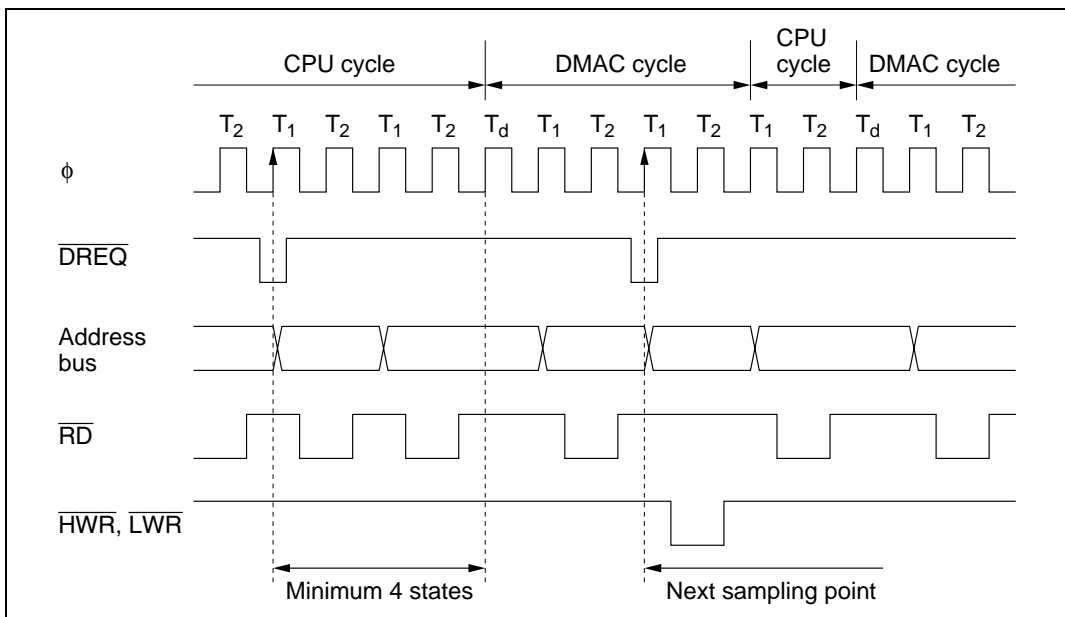 CPU cycle DMAC cycle CPU cycle DMAC cycle
T2 T1 T2 T1 T2 Td T1 T2 T1 T2 T1 T2 Td T1 T2
ϕ
DREQ
Address
bus
RD
HWR, LWR
Minimum 4 states Next sampling point